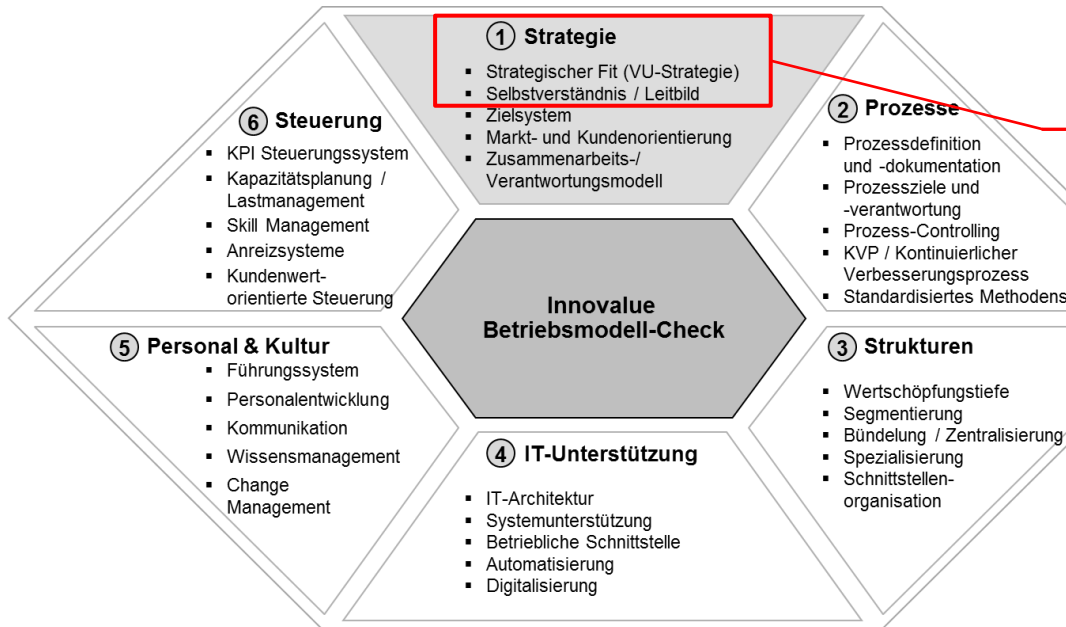 1 Strategie
▪ Strategischer Fit (VU-Strategie)
▪ Selbstverständnis / Leitbild
▪ Zielsystem
▪ Markt- und Kundenorientierung
▪ Zusammenarbeits-/
Verantwortungsmodell
2 Prozesse
▪ Prozessdefinition
und -dokumentation
▪ Prozessziele und
-verantwortung
▪ Prozess-Controlling
▪ KVP / Kontinuierlicher
Verbesserungsprozess
▪ Standardisiertes Methodens
3 Strukturen
▪ Wertschöpfungstiefe
▪ Segmentierung
▪ Bündelung / Zentralisierung
▪ Spezialisierung
▪ Schnittstellen-
organisation
4 IT-Unterstützung
▪ IT-Architektur
▪ Systemunterstützung
▪ Betriebliche Schnittstelle
▪ Automatisierung
▪ Digitalisierung
5 Personal & Kultur
▪ Führungssystem
▪ Personalentwicklung
▪ Kommunikation
▪ Wissensmanagement
▪ Change
Management
6 Steuerung
▪ KPI Steuerungssystem
▪ Kapazitätsplanung /
Lastmanagement
▪ Skill Management
▪ Anreizsysteme
▪ Kundenwert-
orientierte Steuerung
Innovalue
Betriebsmodell-Check